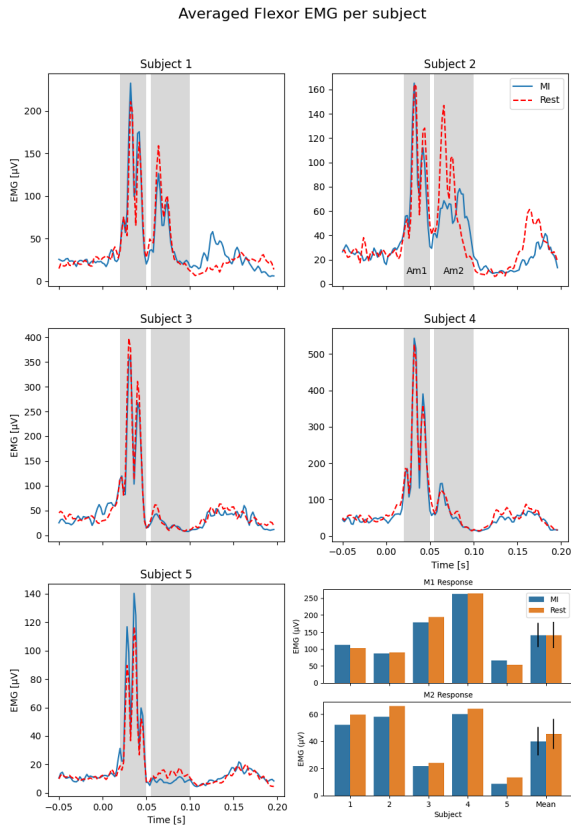 Averaged Flexor EMG per subject
Subject 1
EMG [µV]
200
150
100
50
0
Subject 2
MI
Rest
160
140
120
100
80
60
40
20
0
Am1 Am2
Subject 3
EMG [µV]
400
350
300
250
200
150
100
50
0
Subject 4
500
400
300
200
100
0
-0.05 0.00 0.05 0.10 0.15 0.20
Time [s]
Subject 5
EMG [µV]
140
120
100
80
60
40
20
0
-0.05 0.00 0.05 0.10 0.15 0.20
Time [s]
M1 Response
EMG (µV)
250
200
150
100
50
0
MI
Rest
M2 Response
EMG (µV)
60
40
20
0
1 2 3 4 5 Mean
Subject